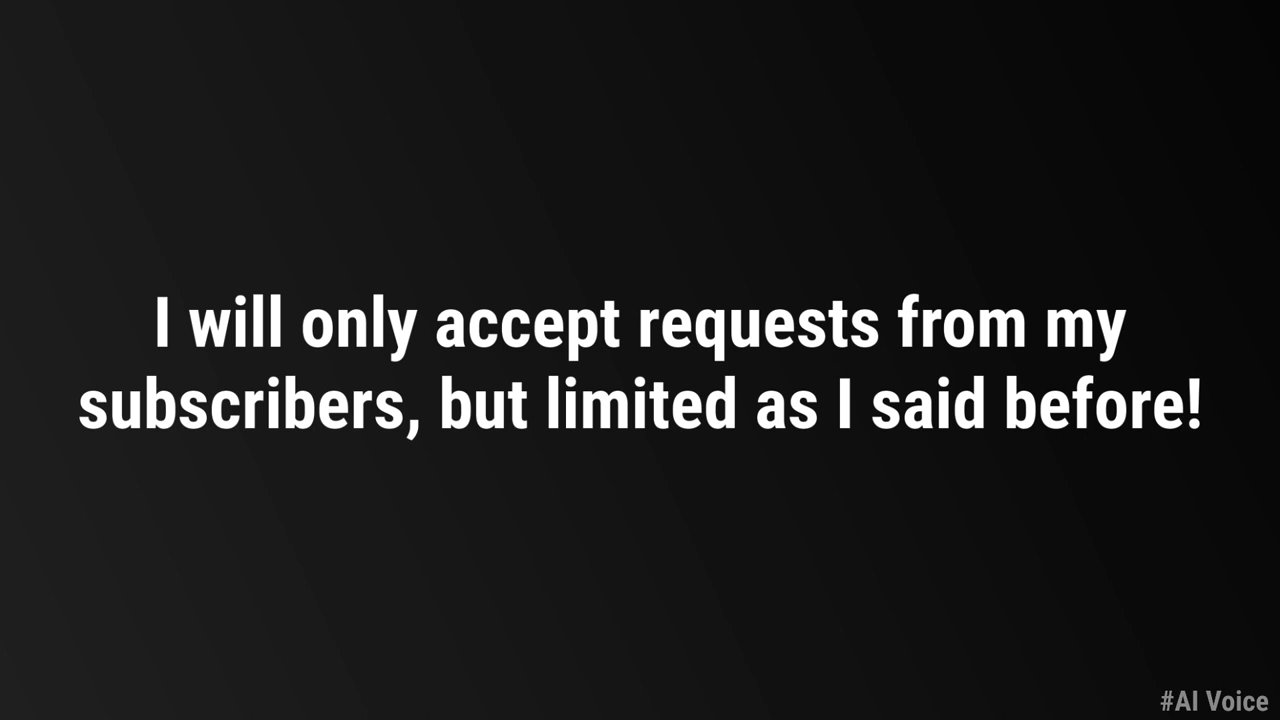 I will only accept requests from my
subscribers, but limited as I said before!
#AI Voice